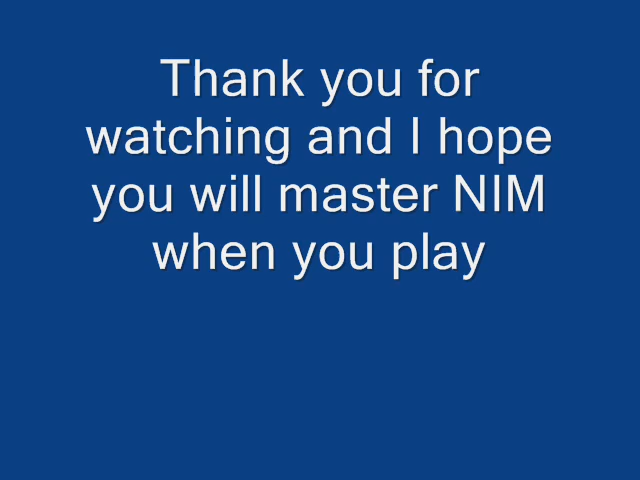 Thank you for
watching and I hope
you will master NIM
when you play